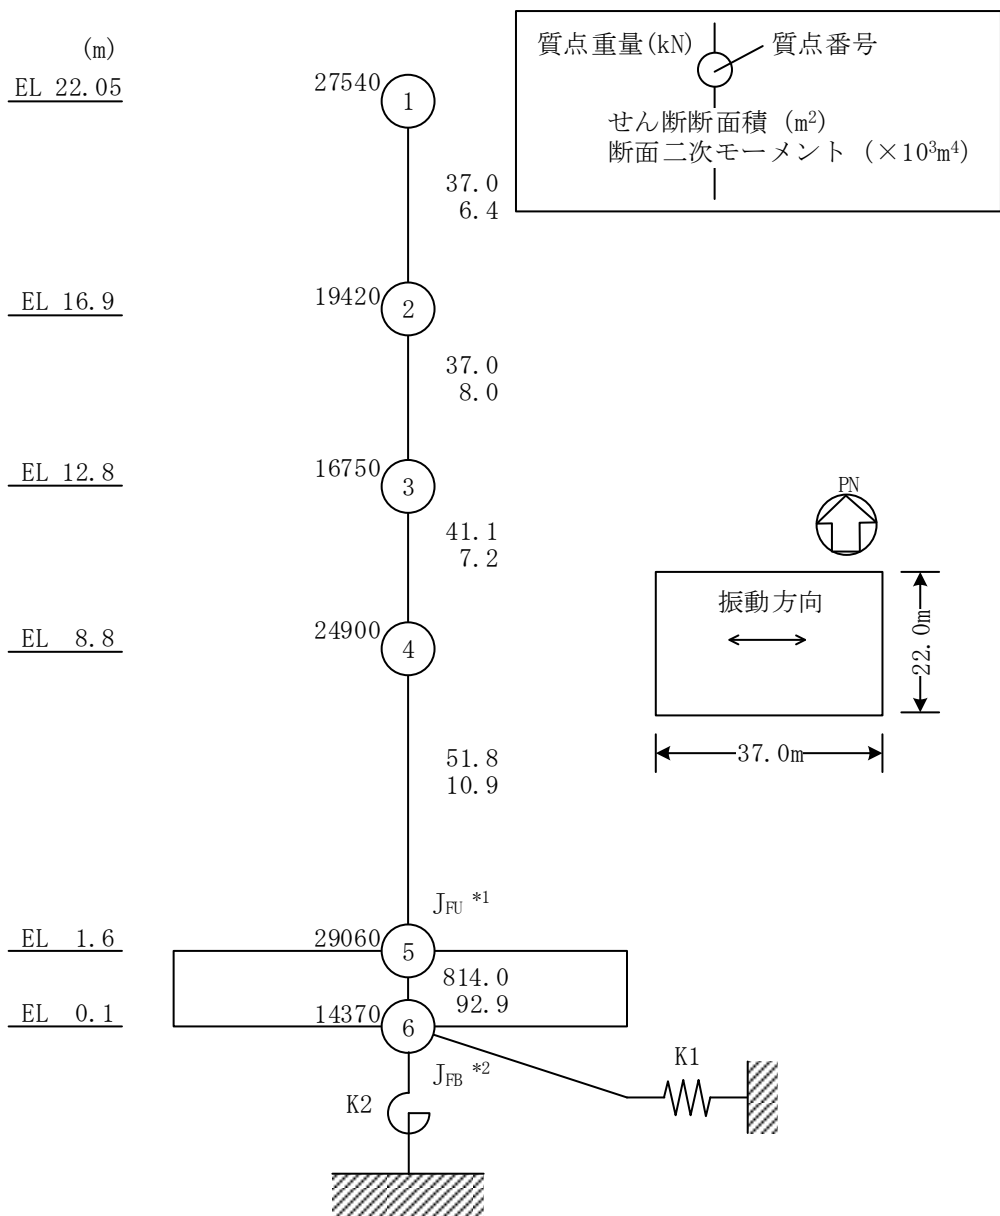 (m)
EL 22.05
27540
1
質点重量(kN)
質点番号
せん断断面積 (m²)
断面二次モーメント (×10³m⁴)
37.0
6.4
EL 16.9
19420
2
37.0
8.0
EL 12.8
16750
3
41.1
7.2
EL 8.8
24900
4
PN
振動方向
22.0m
37.0m
51.8
10.9
J_FU *1
EL 1.6
29060
5
814.0
92.9
EL 0.1
14370
6
J_FB *2
K1
K2